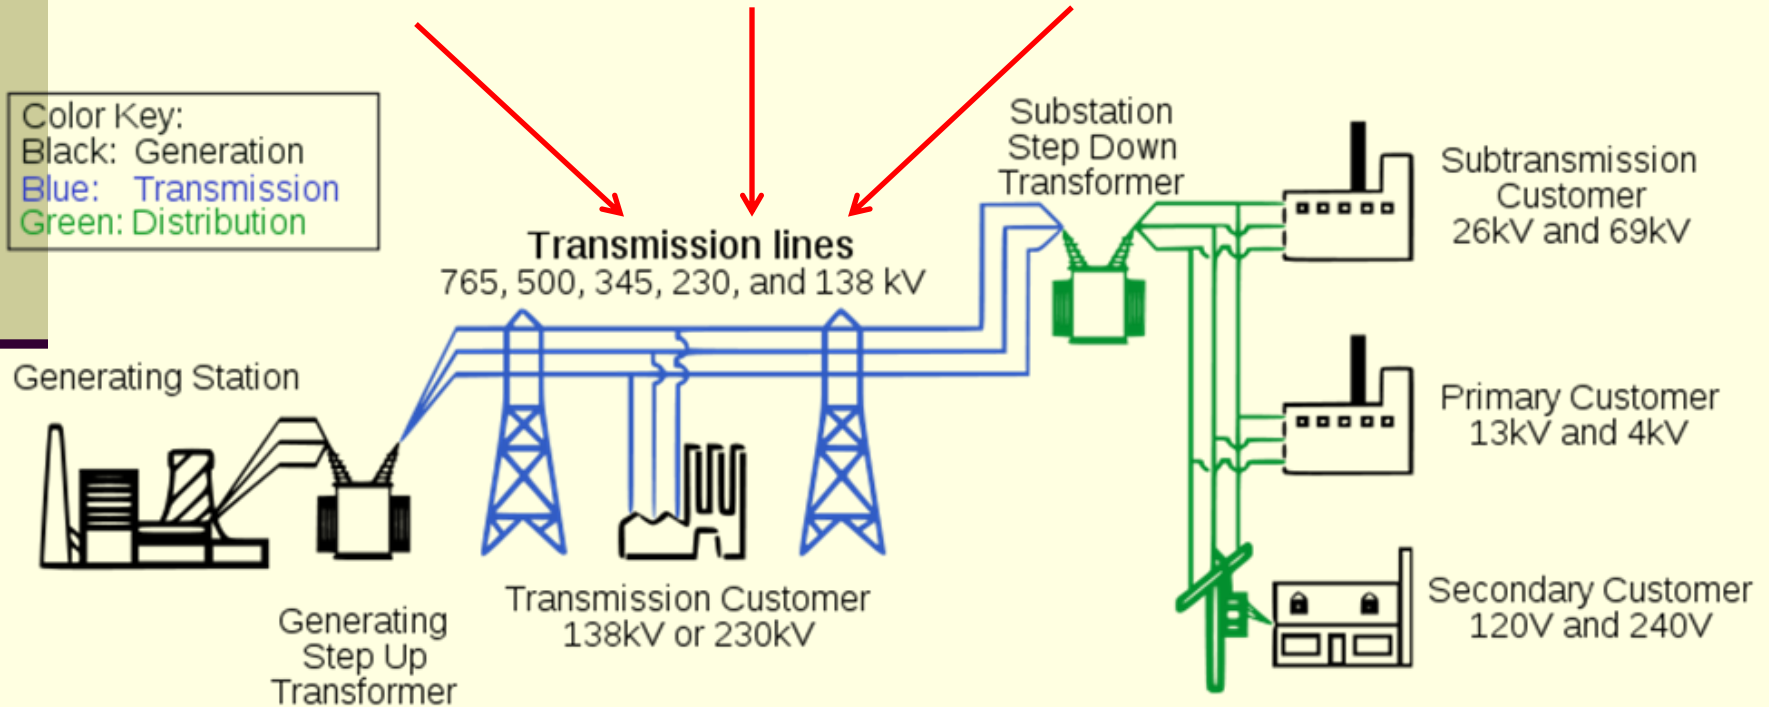 Color Key:
Black: Generation
Blue: Transmission
Green: Distribution
Substation
Step Down
Transformer
Subtransmission
Customer
26kV and 69kV
Transmission lines
765, 500, 345, 230, and 138 kV
Generating Station
Primary Customer
13kV and 4kV
Transmission Customer
138kV or 230kV
Generating
Step Up
Transformer
Secondary Customer
120V and 240V